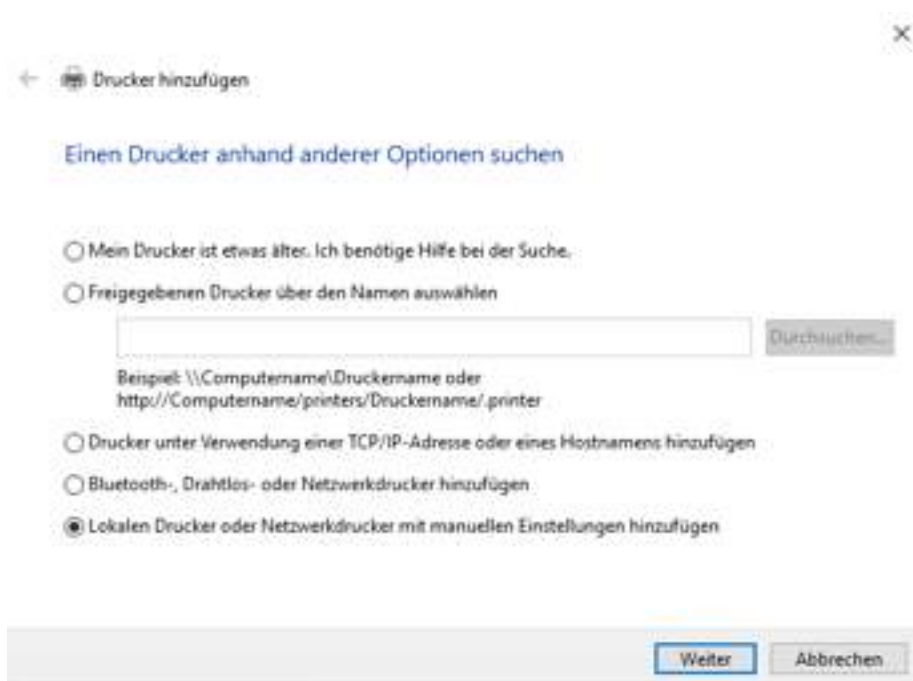 Drucker hinzufügen
Einen Drucker anhand anderer Optionen suchen
Mein Drucker ist etwas älter. Ich benötige Hilfe bei der Suche.
Freigegebenen Drucker über den Namen auswählen
Durchsuchen...
Beispiel: \\Computername\Druckername oder
http://Computername/printers/Druckername/.printer
Drucker unter Verwendung einer TCP/IP-Adresse oder eines Hostnamens hinzufügen
Bluetooth-, Drahtlos- oder Netzwerkdrucker hinzufügen
Lokalen Drucker oder Netzwerkdrucker mit manuellen Einstellungen hinzufügen
Weiter Abbrechen